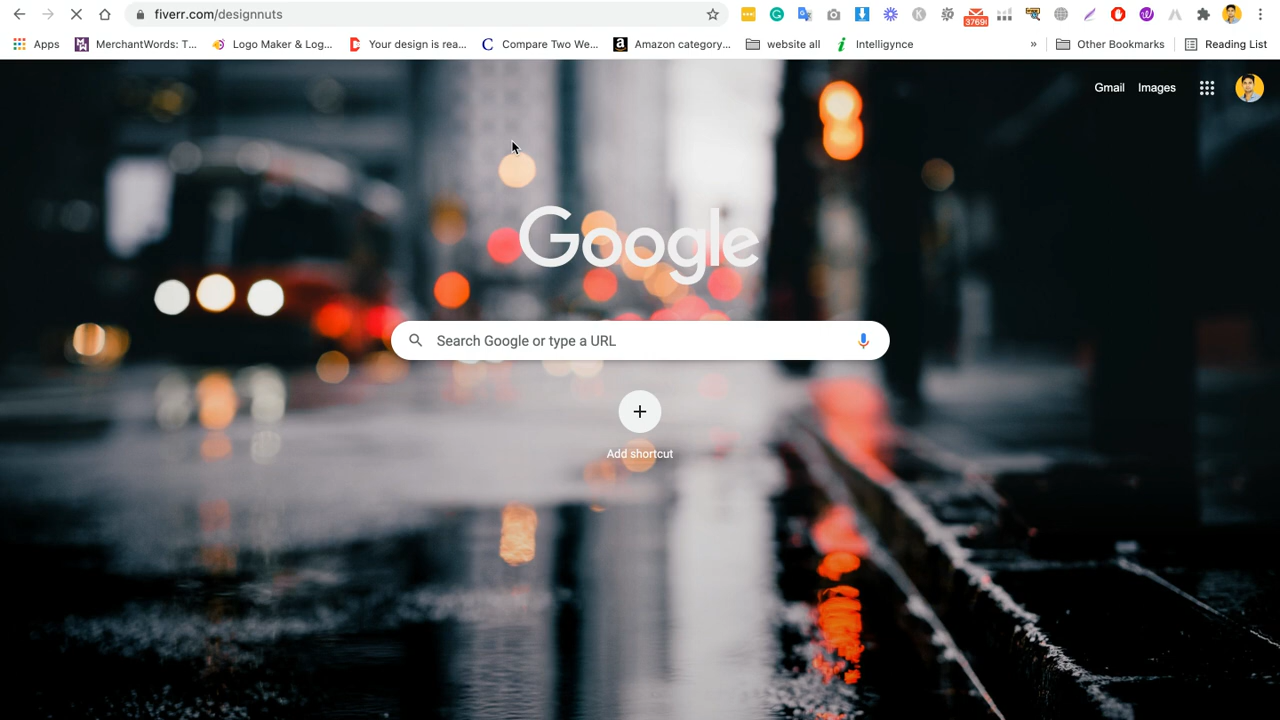 fiverr.com/designnuts
37691
Apps
MerchantWords: T...
Logo Maker & Log...
Your design is rea...
Compare Two We...
Amazon category...
website all
Intelligynce
»
Other Bookmarks
Reading List
Gmail
Images
Google
Search Google or type a URL
Add shortcut